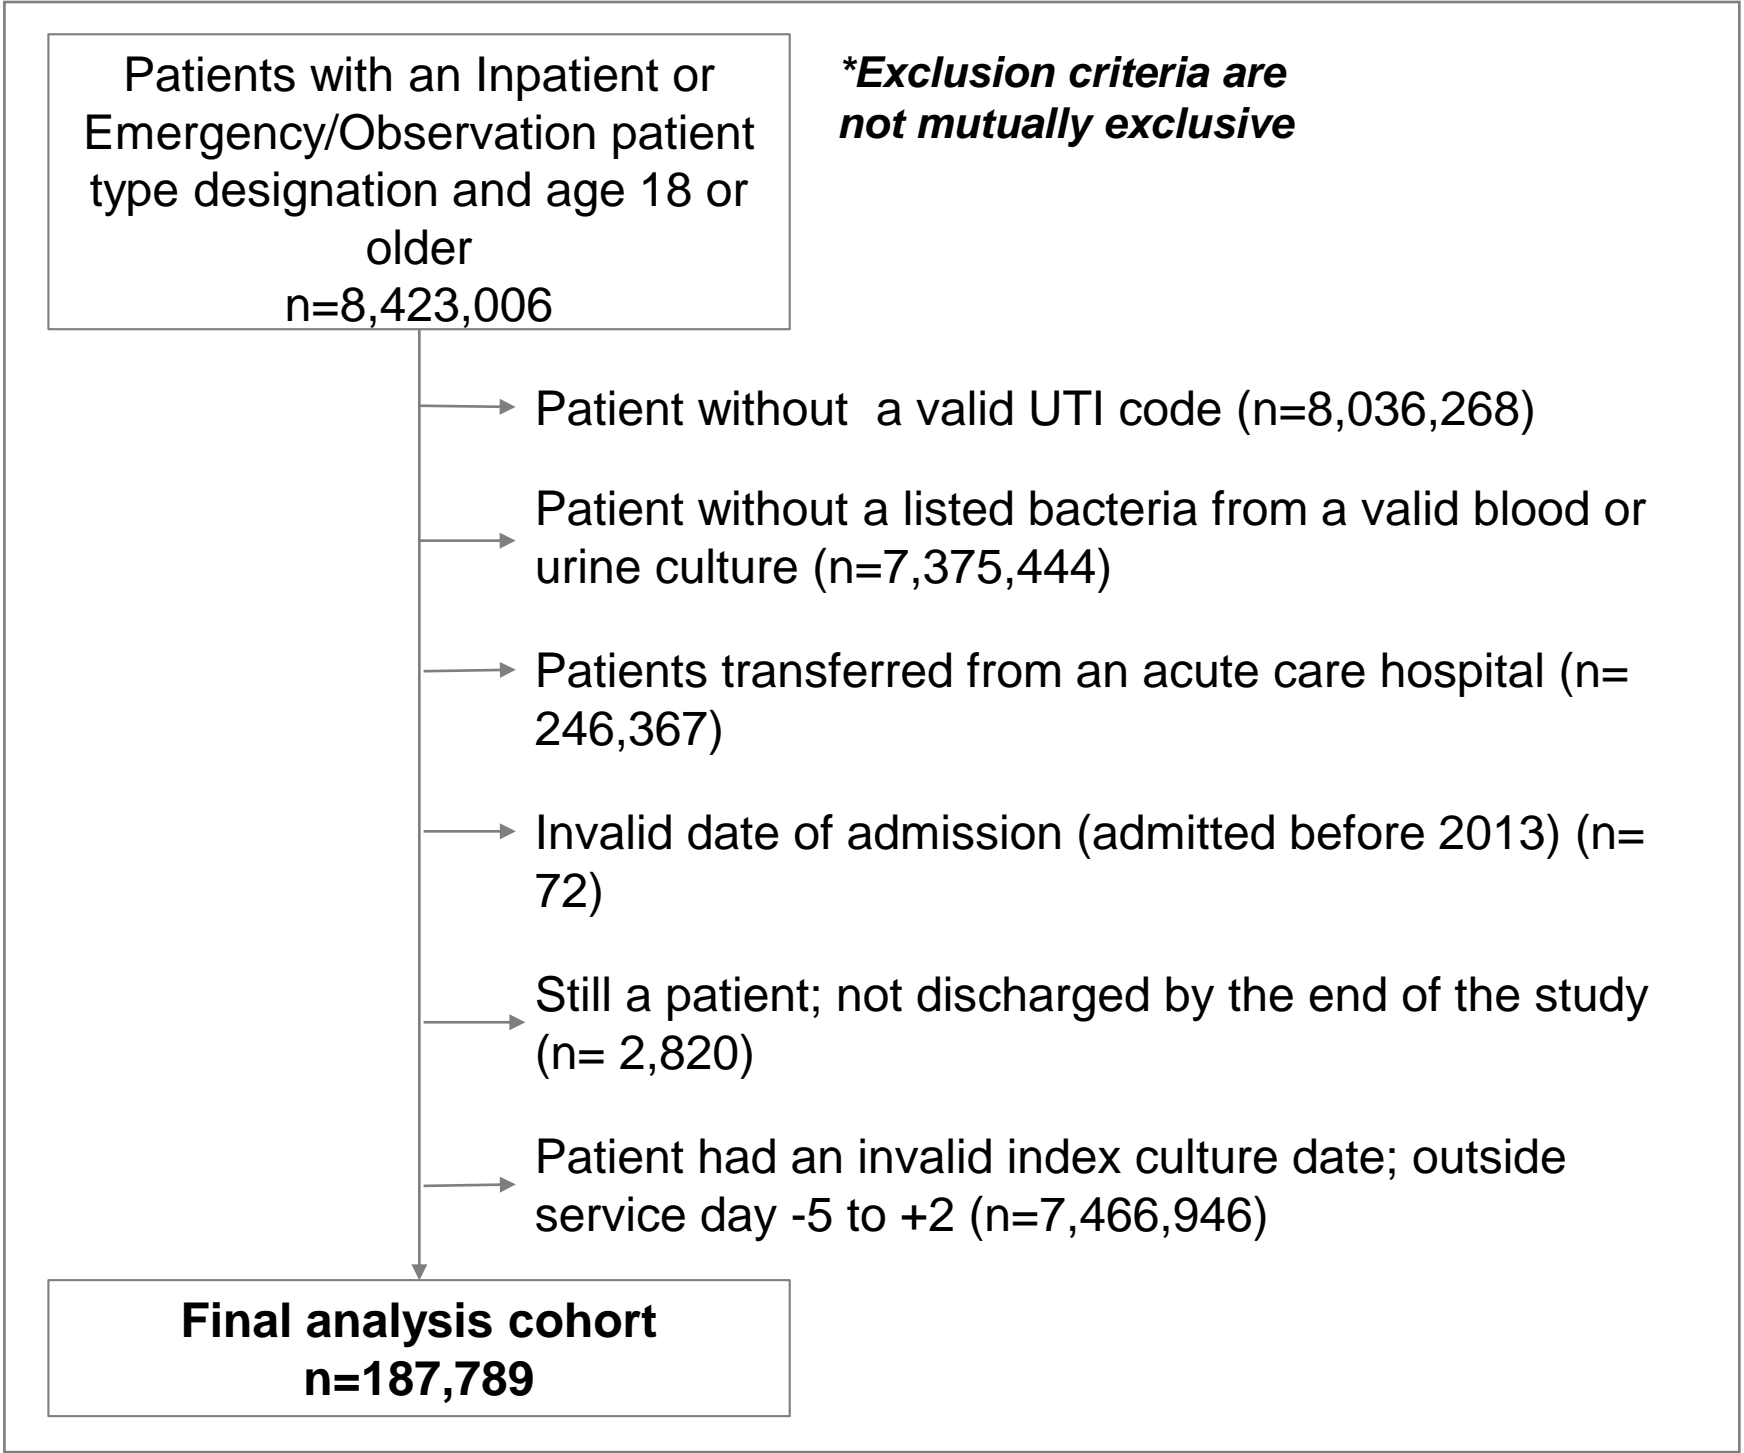 Patients with an Inpatient or
Emergency/Observation patient
type designation and age 18 or
older
n=8,423,006
*Exclusion criteria are
not mutually exclusive
Patient without  a valid UTI code (n=8,036,268)
Patient without a listed bacteria from a valid blood or
urine culture (n=7,375,444)
Patients transferred from an acute care hospital (n=
246,367)
Invalid date of admission (admitted before 2013) (n=
72)
Still a patient; not discharged by the end of the study
(n= 2,820)
Patient had an invalid index culture date; outside
service day -5 to +2 (n=7,466,946)
Final analysis cohort
n=187,789